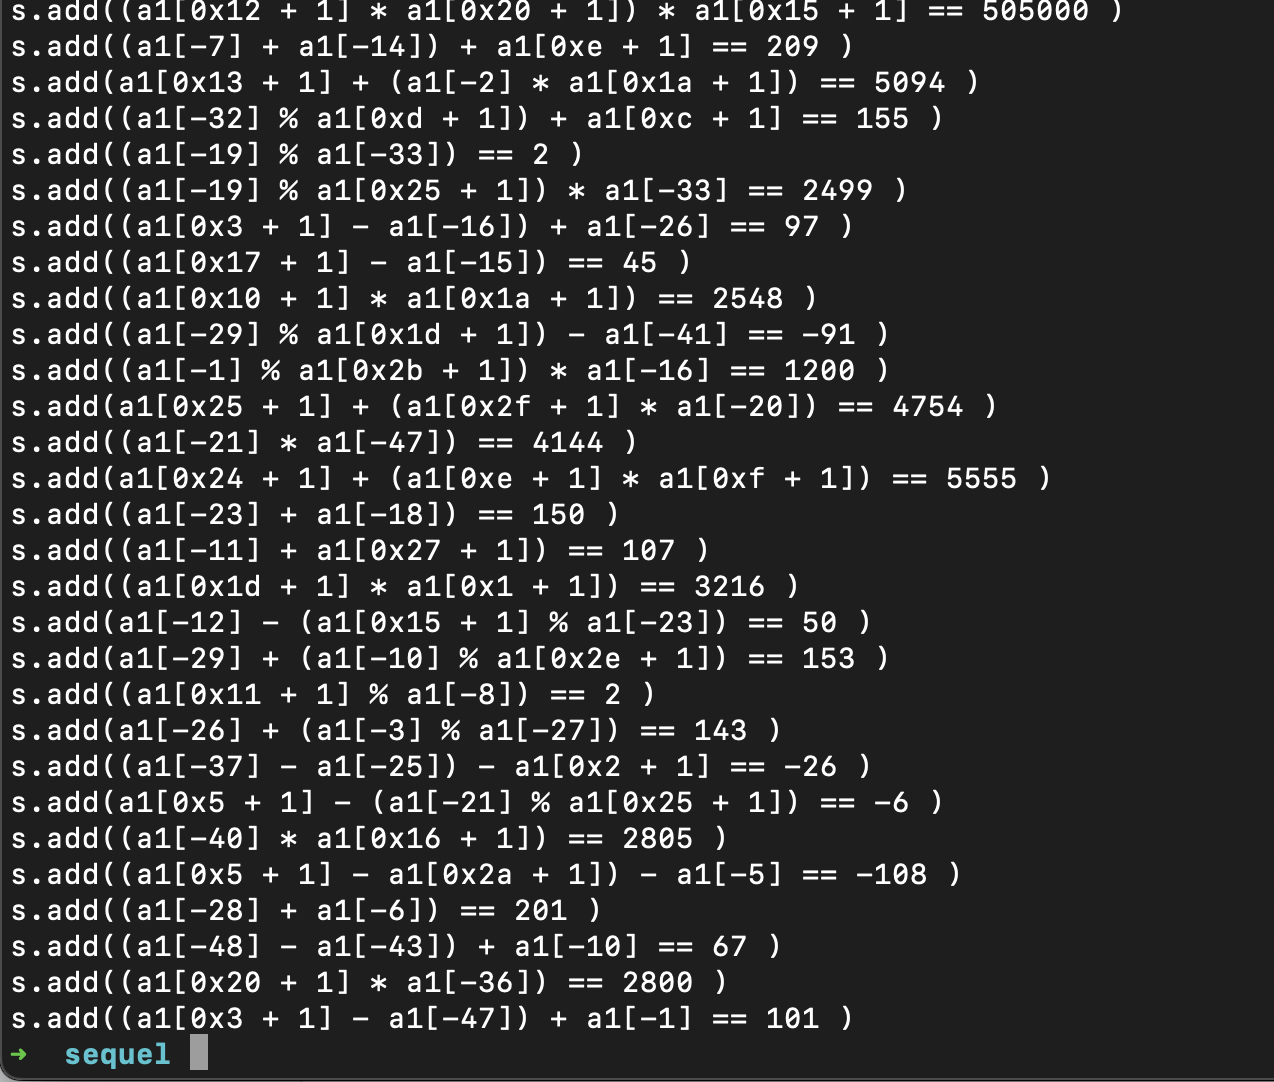 s.add((a1[0x12 + 1] * a1[0x20 + 1]) * a1[0x15 + 1] == 505000 )
s.add((a1[-7] + a1[-14]) + a1[0xe + 1] == 209 )
s.add(a1[0x13 + 1] + (a1[-2] * a1[0x1a + 1]) == 5094 )
s.add((a1[-32] % a1[0xd + 1]) + a1[0xc + 1] == 155 )
s.add((a1[-19] % a1[-33]) == 2 )
s.add((a1[-19] % a1[0x25 + 1]) * a1[-33] == 2499 )
s.add((a1[0x3 + 1] - a1[-16]) + a1[-26] == 97 )
s.add((a1[0x17 + 1] - a1[-15]) == 45 )
s.add((a1[0x10 + 1] * a1[0x1a + 1]) == 2548 )
s.add((a1[-29] % a1[0x1d + 1]) - a1[-41] == -91 )
s.add((a1[-1] % a1[0x2b + 1]) * a1[-16] == 1200 )
s.add(a1[0x25 + 1] + (a1[0x2f + 1] * a1[-20]) == 4754 )
s.add((a1[-21] * a1[-47]) == 4144 )
s.add(a1[0x24 + 1] + (a1[0xe + 1] * a1[0xf + 1]) == 5555 )
s.add((a1[-23] + a1[-18]) == 150 )
s.add((a1[-11] + a1[0x27 + 1]) == 107 )
s.add((a1[0x1d + 1] * a1[0x1 + 1]) == 3216 )
s.add(a1[-12] - (a1[0x15 + 1] % a1[-23]) == 50 )
s.add(a1[-29] + (a1[-10] % a1[0x2e + 1]) == 153 )
s.add((a1[0x11 + 1] % a1[-8]) == 2 )
s.add(a1[-26] + (a1[-3] % a1[-27]) == 143 )
s.add((a1[-37] - a1[-25]) - a1[0x2 + 1] == -26 )
s.add(a1[0x5 + 1] - (a1[-21] % a1[0x25 + 1]) == -6 )
s.add((a1[-40] * a1[0x16 + 1]) == 2805 )
s.add((a1[0x5 + 1] - a1[0x2a + 1]) - a1[-5] == -108 )
s.add((a1[-28] + a1[-6]) == 201 )
s.add((a1[-48] - a1[-43]) + a1[-10] == 67 )
s.add((a1[0x20 + 1] * a1[-36]) == 2800 )
s.add((a1[0x3 + 1] - a1[-47]) + a1[-1] == 101 )
➜ sequel